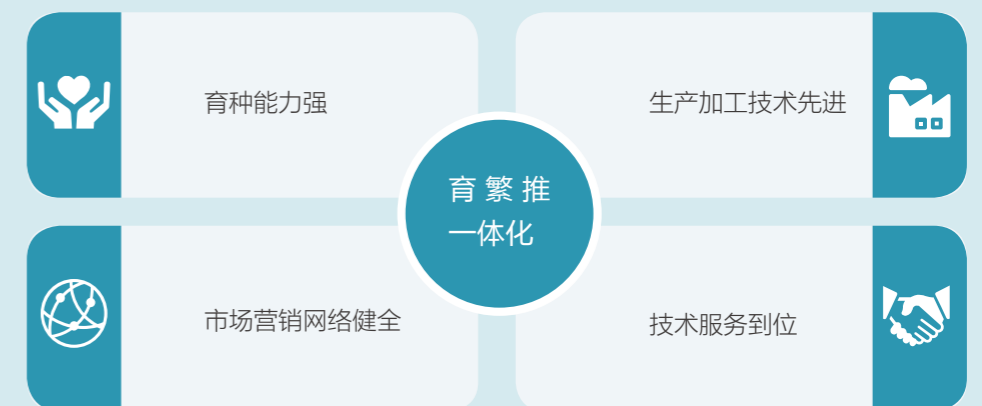 育种能力强
生产加工技术先进
育繁推
一体化
市场营销网络健全
技术服务到位